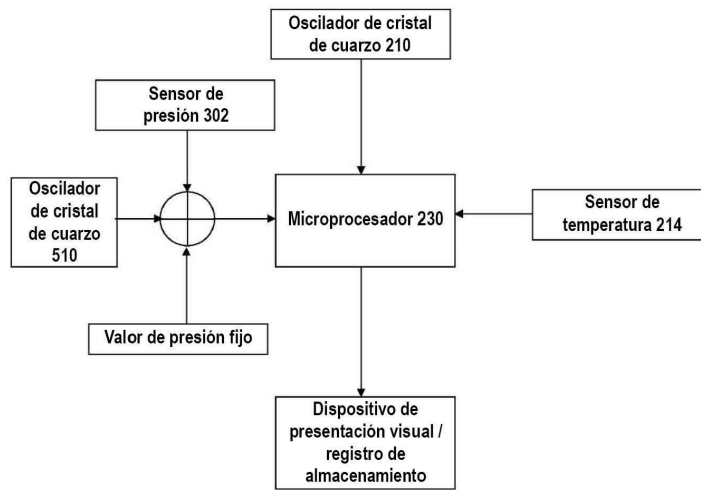 Oscilador de cristal
de cuarzo 210
Sensor de
presión 302
Oscilador
de cristal
de cuarzo
510
Microprocesador 230
Sensor de
temperatura 214
Valor de presión fijo
Dispositivo de
presentación visual /
registro de
almacenamiento